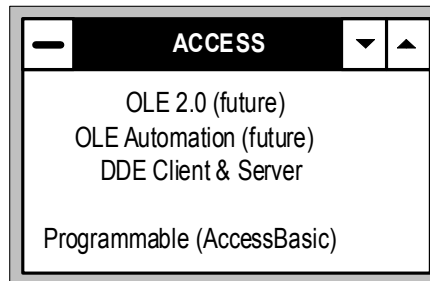 ACCESS
OLE 2.0 (future)
OLE Automation (future)
DDE Client & Server
Programmable (AccessBasic)